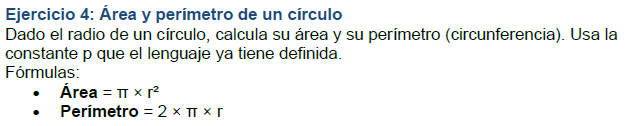 Ejercicio 4: Área y perímetro de un círculo
Dado el radio de un círculo, calcula su área y su perímetro (circunferencia). Usa la
constante p que el lenguaje ya tiene definida.
Fórmulas:
• Área = π × r²
• Perímetro = 2 × π × r